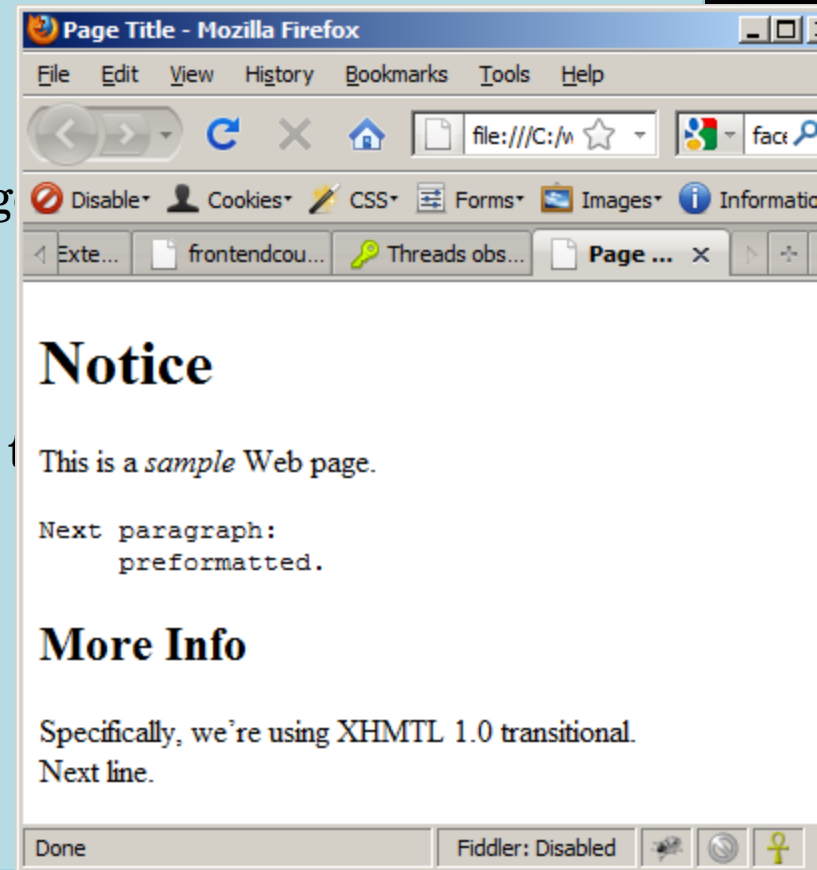 Page Title - Mozilla Firefox
File Edit View History Bookmarks Tools Help
file:///C:/w face
g
Disable Cookies CSS Forms Images Informatio
Exte... frontendcou... Threads obs... Page ... x
Notice
t
This is a sample Web page.
Next paragraph:
preformatted.
More Info
Specifically, we're using XHMTL 1.0 transitional.
Next line.
Done Fiddler: Disabled